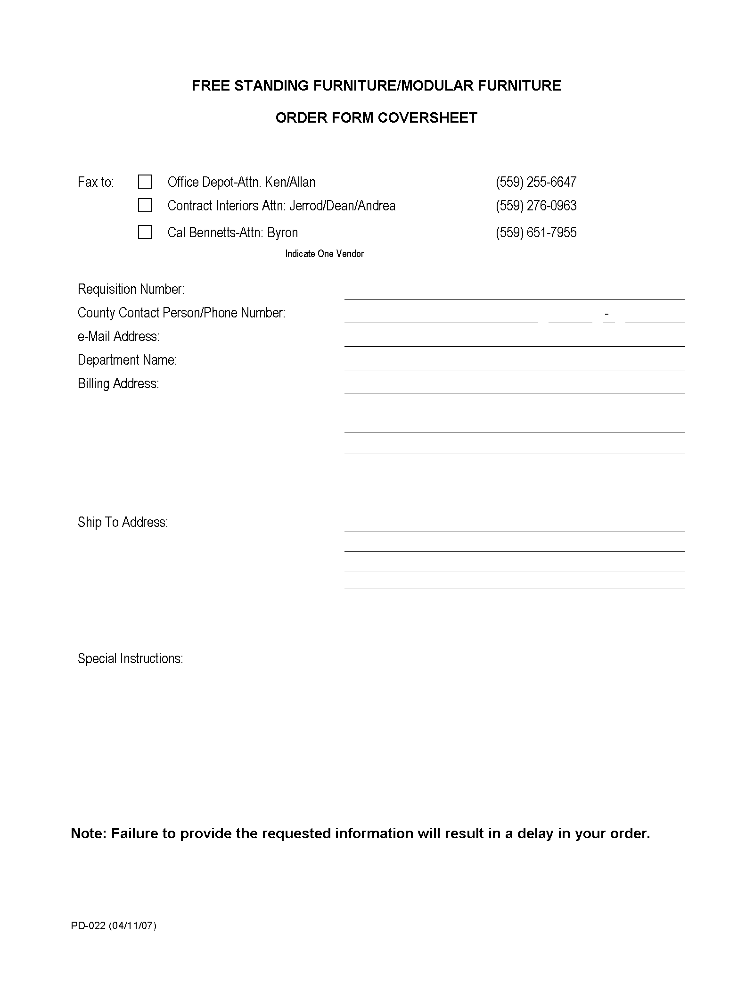 FREE STANDING FURNITURE/MODULAR FURNITURE
ORDER FORM COVERSHEET
Fax to: Office Depot-Attn. Ken/Allan (559) 255-6647
Contract Interiors Attn: Jerrod/Dean/Andrea (559) 276-0963
Cal Bennetts-Attn: Byron (559) 651-7955
Indicate One Vendor
Requisition Number:
County Contact Person/Phone Number: -
e-Mail Address:
Department Name:
Billing Address:
Ship To Address:
Special Instructions:
Note: Failure to provide the requested information will result in a delay in your order.
PD-022 (04/11/07)